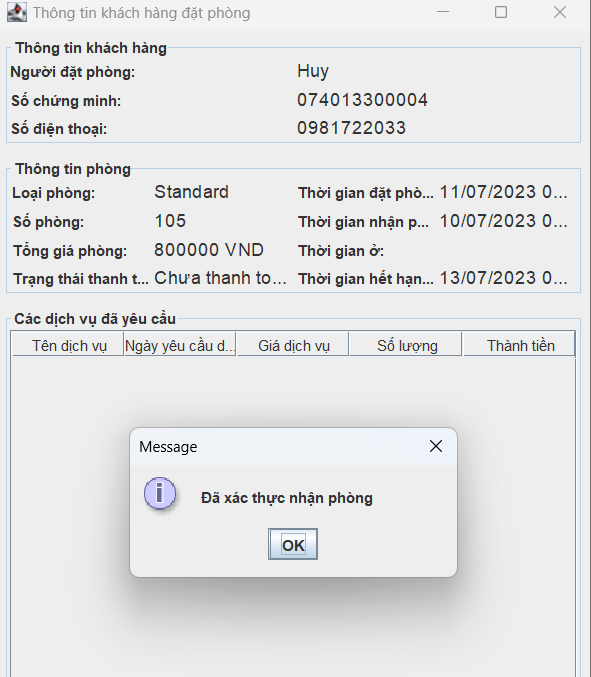 Thông tin khách hàng đặt phòng
Thông tin khách hàng
Người đặt phòng: Huy
Số chứng minh: 074013300004
Số điện thoại: 0981722033
Thông tin phòng
Loại phòng: Standard Thời gian đặt phò... 11/07/2023 0...
Số phòng: 105 Thời gian nhận p... 10/07/2023 0...
Tổng giá phòng: 800000 VND Thời gian ở:
Trạng thái thanh t... Chưa thanh to... Thời gian hết hạn... 13/07/2023 0...
Các dịch vụ đã yêu cầu
Tên dịch vụ Ngày yêu cầu d... Giá dịch vụ Số lượng Thành tiền
Message
Đã xác thực nhận phòng
OK